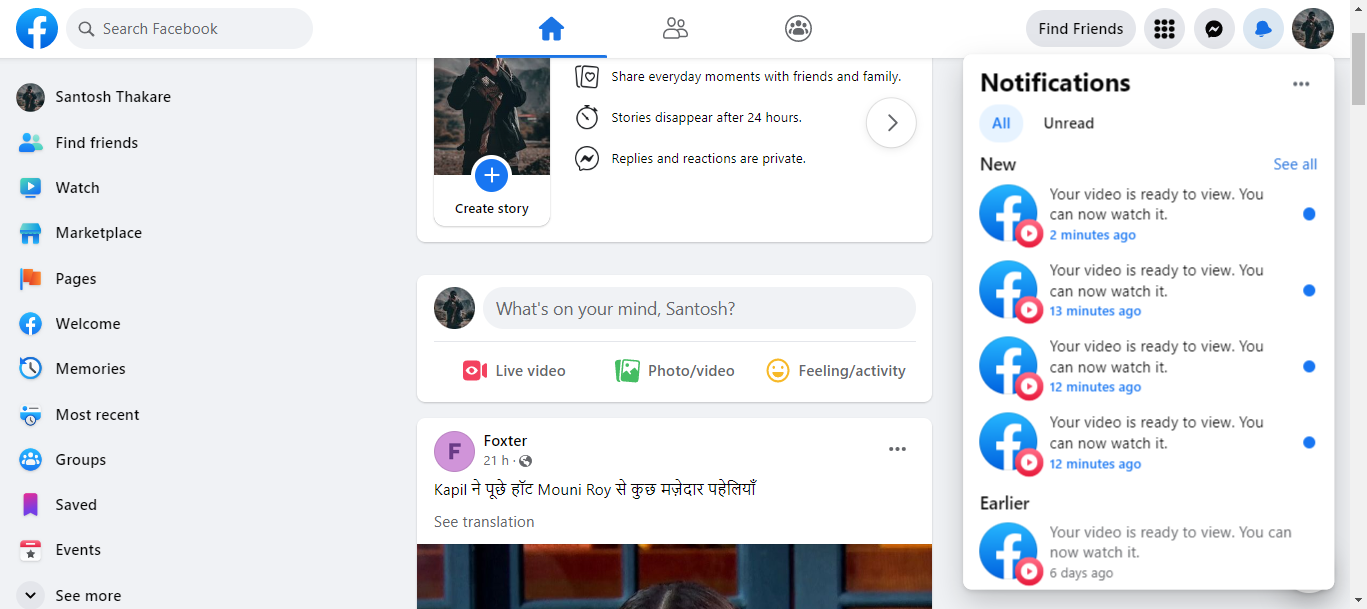 Search Facebook
Find Friends
Santosh Thakare
Find friends
Watch
Marketplace
Pages
Welcome
Memories
Most recent
Groups
Saved
Events
See more
Share everyday moments with friends and family.
Stories disappear after 24 hours.
Replies and reactions are private.
Create story
What's on your mind, Santosh?
Live video
Photo/video
Feeling/activity
F
Foxter
21 h ·
Kapil ने पूछे हॉट Mouni Roy से कुछ मज़ेदार पहेलियाँ
See translation
Notifications
All
Unread
New
See all
Your video is ready to view. You
can now watch it.
2 minutes ago
Your video is ready to view. You
can now watch it.
13 minutes ago
Your video is ready to view. You
can now watch it.
12 minutes ago
Your video is ready to view. You
can now watch it.
12 minutes ago
Earlier
Your video is ready to view. You can
now watch it.
6 days ago